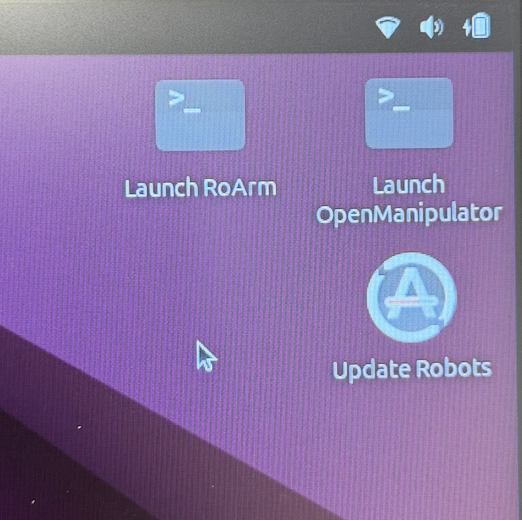 >_
>_
Launch RoArm
Launch
OpenManipulator
A
Update Robots